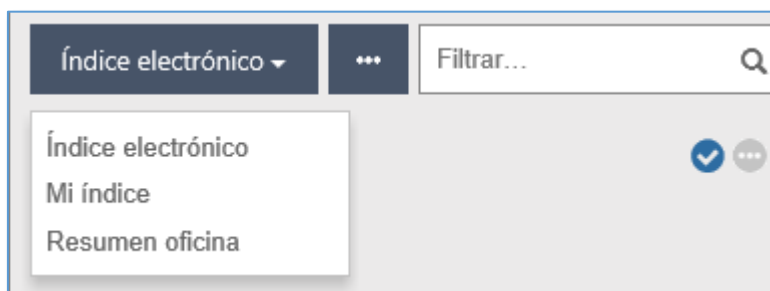 Índice electrónico
Filtrar...
Índice electrónico
Mi índice
Resumen oficina